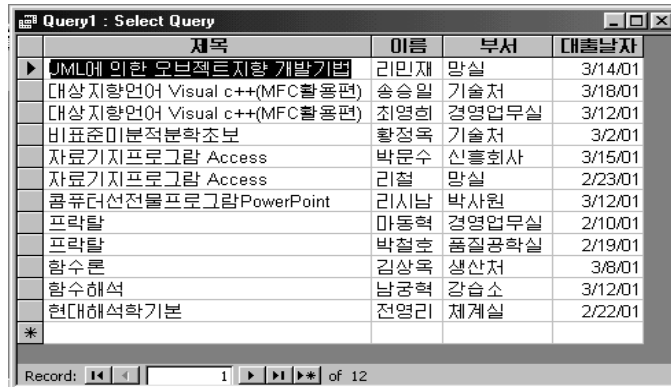 Query1 : Select Query
제목 이름 부서 대출날자
UML에 의한 오브젝트지향 개발기법 리민재 망실 3/14/01
대상지향언어 Visual c++(MFC활용편) 송승일 기술처 3/18/01
대상지향언어 Visual c++(MFC활용편) 최영희 경영업무실 3/12/01
비표준미분적분학초보 황정옥 기술처 3/2/01
자료기지프로그람 Access 박문수 신흥회사 3/15/01
자료기지프로그람 Access 리철 망실 2/23/01
콤퓨터선전물프로그람PowerPoint 리시남 박사원 3/12/01
프락탈 마동혁 경영업무실 2/10/01
프락탈 박철호 품질공학실 2/19/01
함수론 김상옥 생산처 3/8/01
함수해석 남궁혁 강습소 3/12/01
현대해석학기본 전영리 체계실 2/22/01
Record: 1 of 12